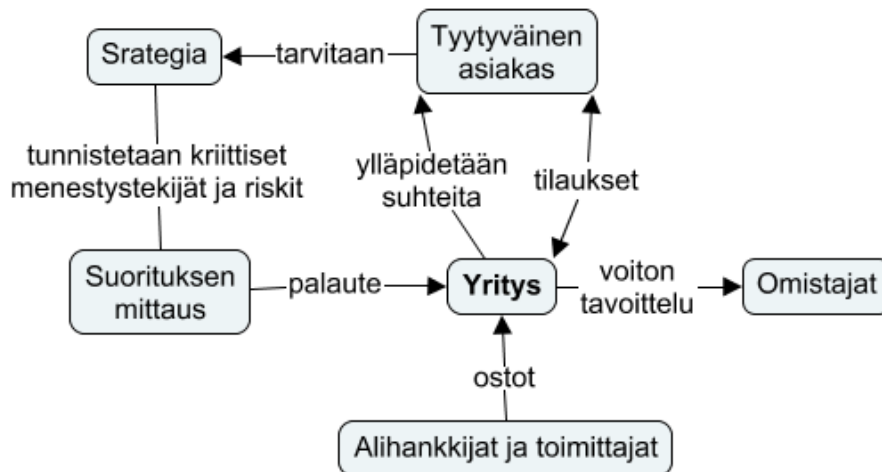 Srategia
tarvitaan
Tyytyväinen
asiakas
tunnistetaan kriittiset
menestystekijät ja riskit
ylläpidetään
suhteita
tilaukset
Suorituksen
mittaus
palaute
Yritys
voiton
tavoittelu
Omistajat
ostot
Alihankkijat ja toimittajat